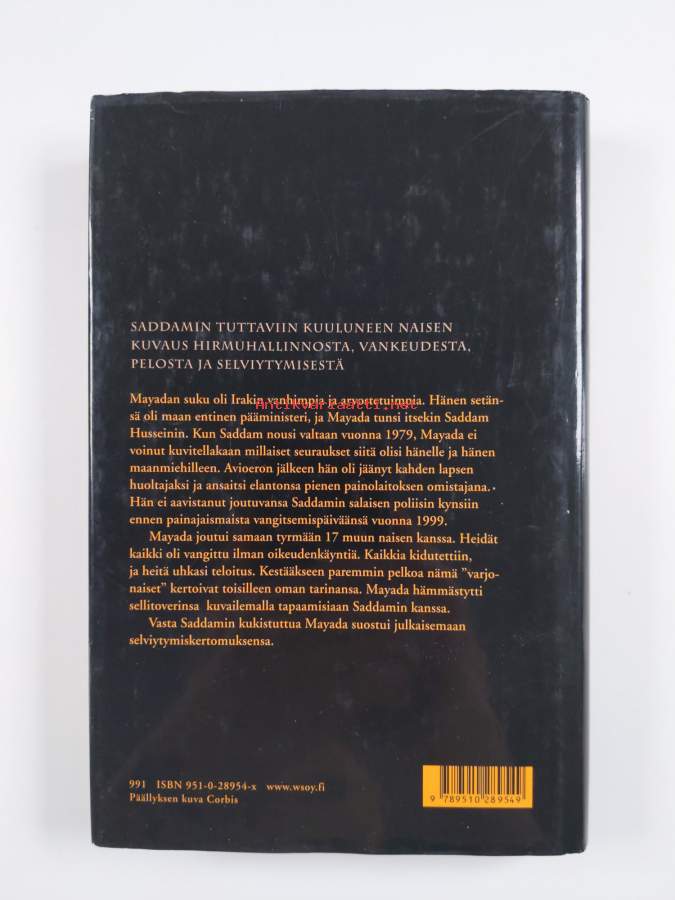 SADDAMIN TUTTAVIIN KUULUNEEN NAISEN
KUVAUS HIRMUHALLINNOSTA, VANKEUDESTA,
PELOSTA JA SELVIYTYMISESTÄ
Mayadan suku oli Irakin vanhimpia ja arvostetuimpia. Hänen setän-
Antikvariaatti.net
sä oli maan entinen pääministeri, ja Mayada tunsi itsekin Saddam
Husseinin. Kun Saddam nousi valtaan vuonna 1979, Mayada ei
voinut kuvitellakaan millaiset seuraukset siitä olisi hänelle ja hänen
maanmiehilleen. Avioeron jälkeen hän oli jäänyt kahden lapsen
huoltajaksi ja ansaitsi elantonsa pienen painolaitoksen omistajana.
Hän ei aavistanut joutuvansa Saddamin salaisen poliisin kynsiin
ennen painajaismaista vangitsemispäiväänsä vuonna 1999.
Mayada joutui samaan tyrmään 17 muun naisen kanssa. Heidät
kaikki oli vangittu ilman oikeudenkäyntiä. Kaikkia kidutettiin,
ja heitä uhkasi teloitus. Kestääkseen paremmin pelkoa nämä ”varjo-
naiset” kertoivat toisilleen oman tarinansa. Mayada hämmästytti
sellitoverinsa kuvailemalla tapaamisiaan Saddamin kanssa.
Vasta Saddamin kukistuttua Mayada suostui julkaisemaan
selviytymiskertomuksensa.
991 ISBN 951-0-28954-x www.wsoy.fi
Päällyksen kuva Corbis
9 789510 289549